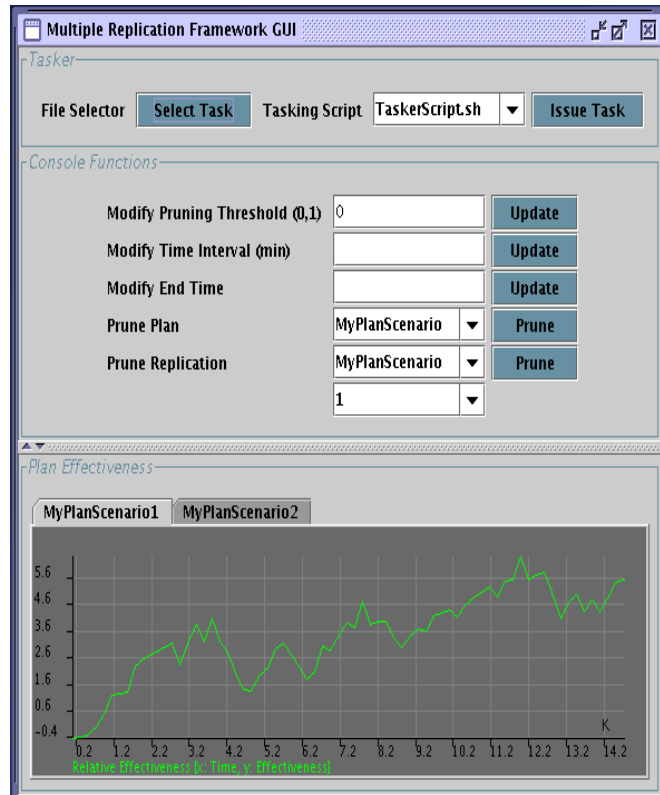 Multiple Replication Framework GUI
Tasker
File Selector Select Task Tasking Script TaskerScript.sh Issue Task
Console Functions
Modify Pruning Threshold (0,1) 0 Update
Modify Time Interval (min) Update
Modify End Time Update
Prune Plan MyPlanScenario Prune
Prune Replication MyPlanScenario Prune
1
Plan Effectiveness
MyPlanScenario1 MyPlanScenario2
5.6
4.6
3.6
2.6
1.6
0.6
-0.4
K
0.2 1.2 2.2 3.2 4.2 5.2 6.2 7.2 8.2 9.2 10.2 11.2 12.2 13.2 14.2
Relative Effectiveness [x: Time, y: Effectiveness]